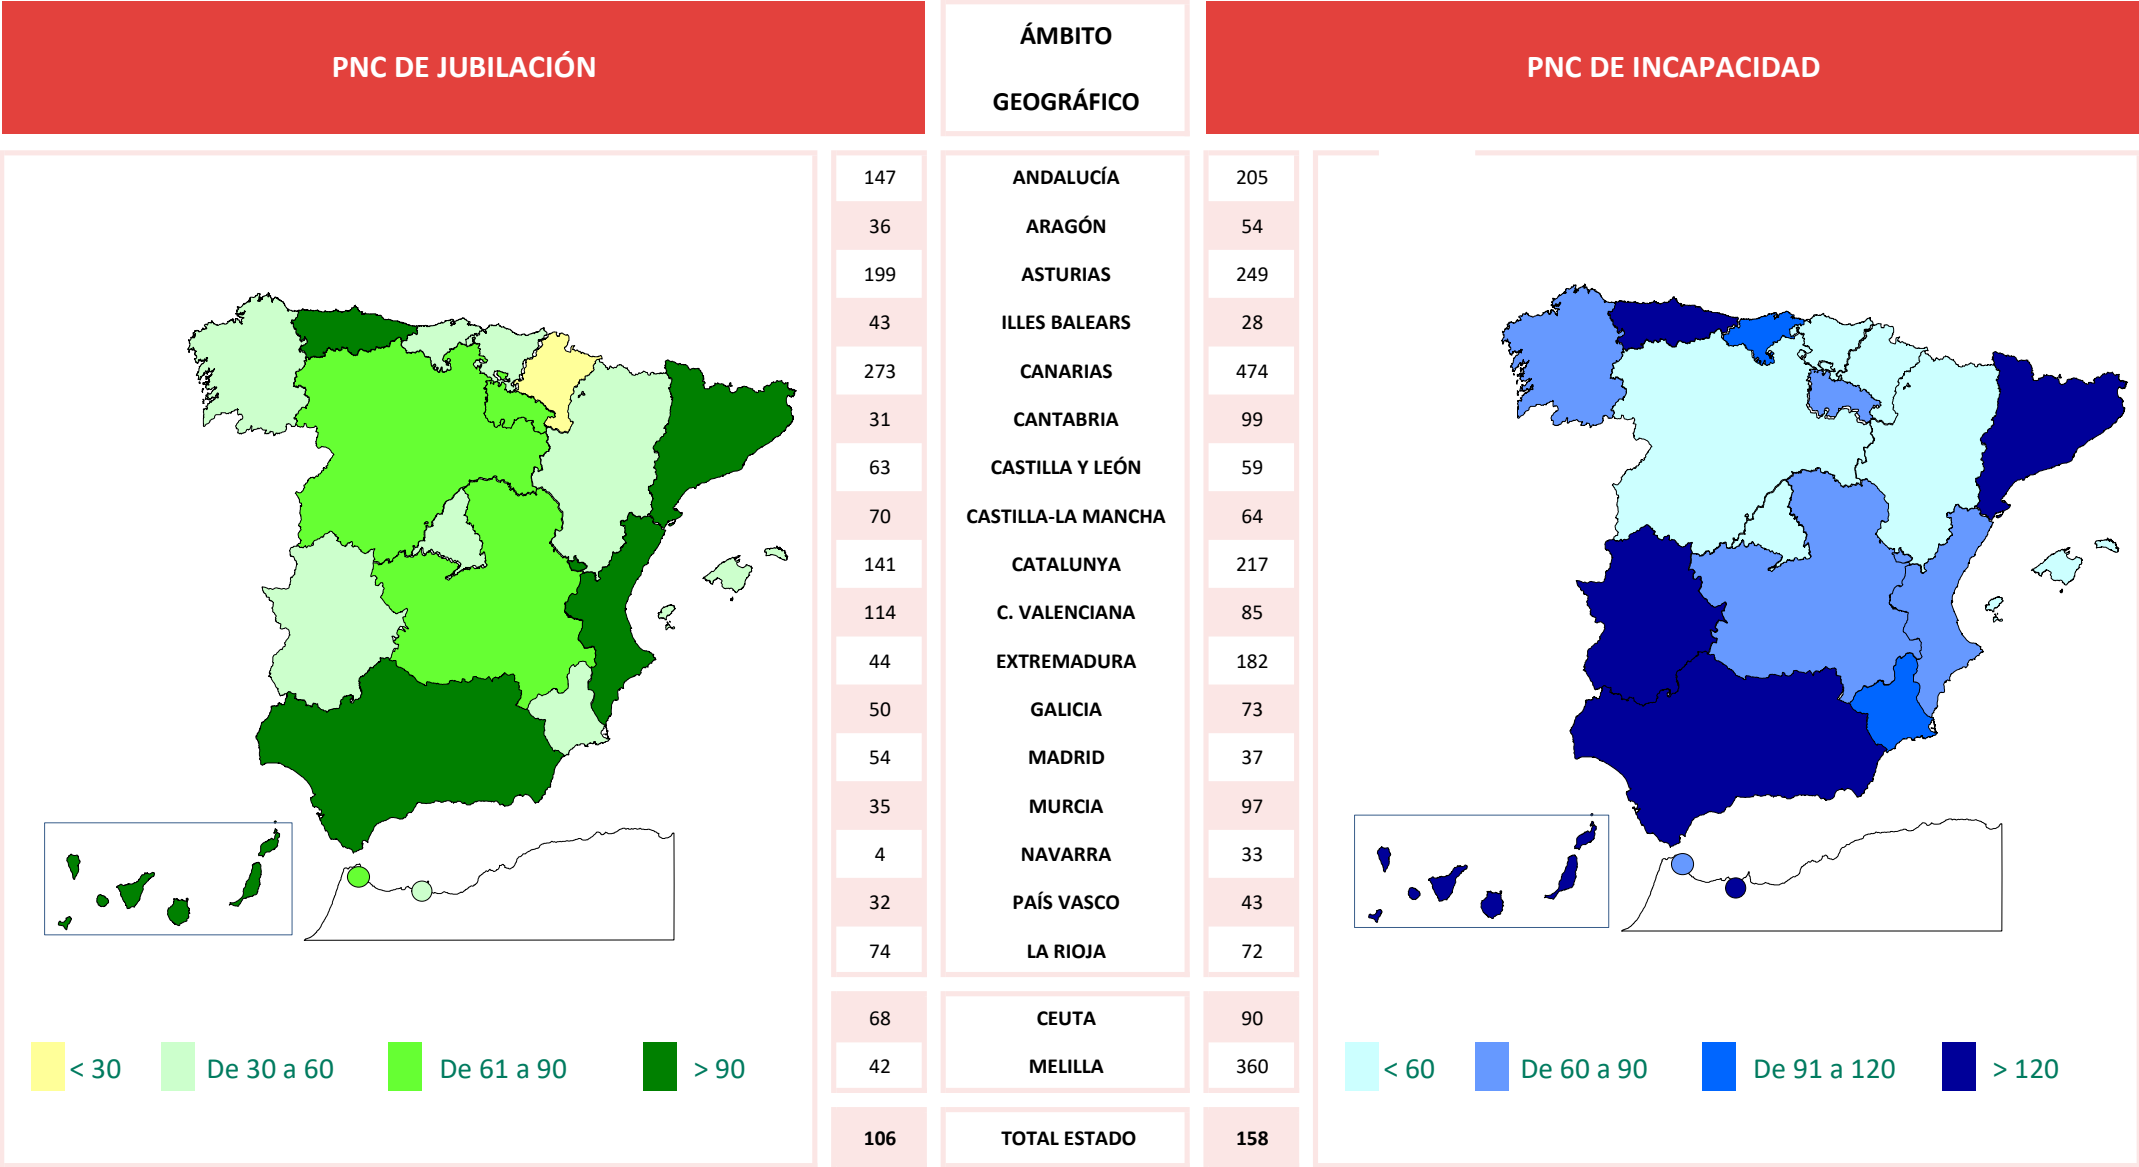 PNC DE JUBILACIÓN
ÁMBITO
GEOGRÁFICO
PNC DE INCAPACIDAD
147 ANDALUCÍA 205
36 ARAGÓN 54
199 ASTURIAS 249
43 ILLES BALEARS 28
273 CANARIAS 474
31 CANTABRIA 99
63 CASTILLA Y LEÓN 59
70 CASTILLA-LA MANCHA 64
141 CATALUNYA 217
114 C. VALENCIANA 85
44 EXTREMADURA 182
50 GALICIA 73
54 MADRID 37
35 MURCIA 97
4 NAVARRA 33
32 PAÍS VASCO 43
74 LA RIOJA 72
68 CEUTA 90
42 MELILLA 360
106 TOTAL ESTADO 158
< 30 De 30 a 60 De 61 a 90 > 90
< 60 De 60 a 90 De 91 a 120 > 120